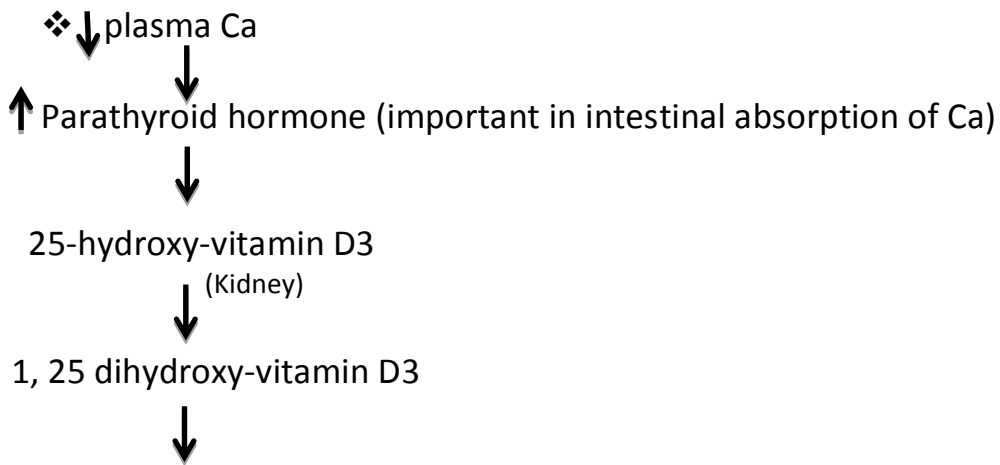 ❖ ↓ plasma Ca
↑ Parathyroid hormone (important in intestinal absorption of Ca)
25-hydroxy-vitamin D3
(Kidney)
1, 25 dihydroxy-vitamin D3